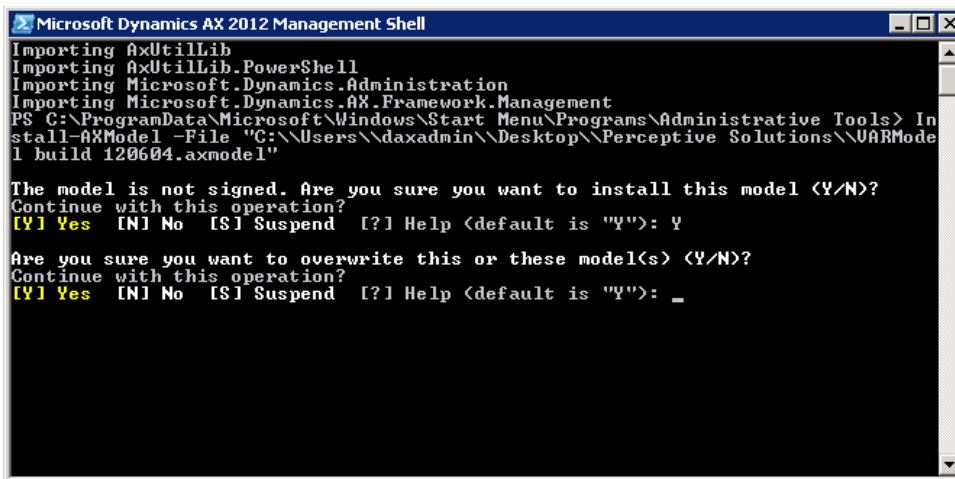 Microsoft Dynamics AX 2012 Management Shell
Importing AxUtilLib
Importing AxUtilLib.PowerShell
Importing Microsoft.Dynamics.Administration
Importing Microsoft.Dynamics.AX.Framework.Management
PS C:\ProgramData\Microsoft\Windows\Start Menu\Programs\Administrative Tools> In
stall-AXModel -File "C:\\Users\\daxadmin\\Desktop\\Perceptive Solutions\\VARMode
l build 120604.axmodel"
The model is not signed. Are you sure you want to install this model (Y/N)?
Continue with this operation?
[Y] Yes  [N] No  [S] Suspend  [?] Help (default is "Y"): Y
Are you sure you want to overwrite this or these model(s) (Y/N)?
Continue with this operation?
[Y] Yes  [N] No  [S] Suspend  [?] Help (default is "Y"): _